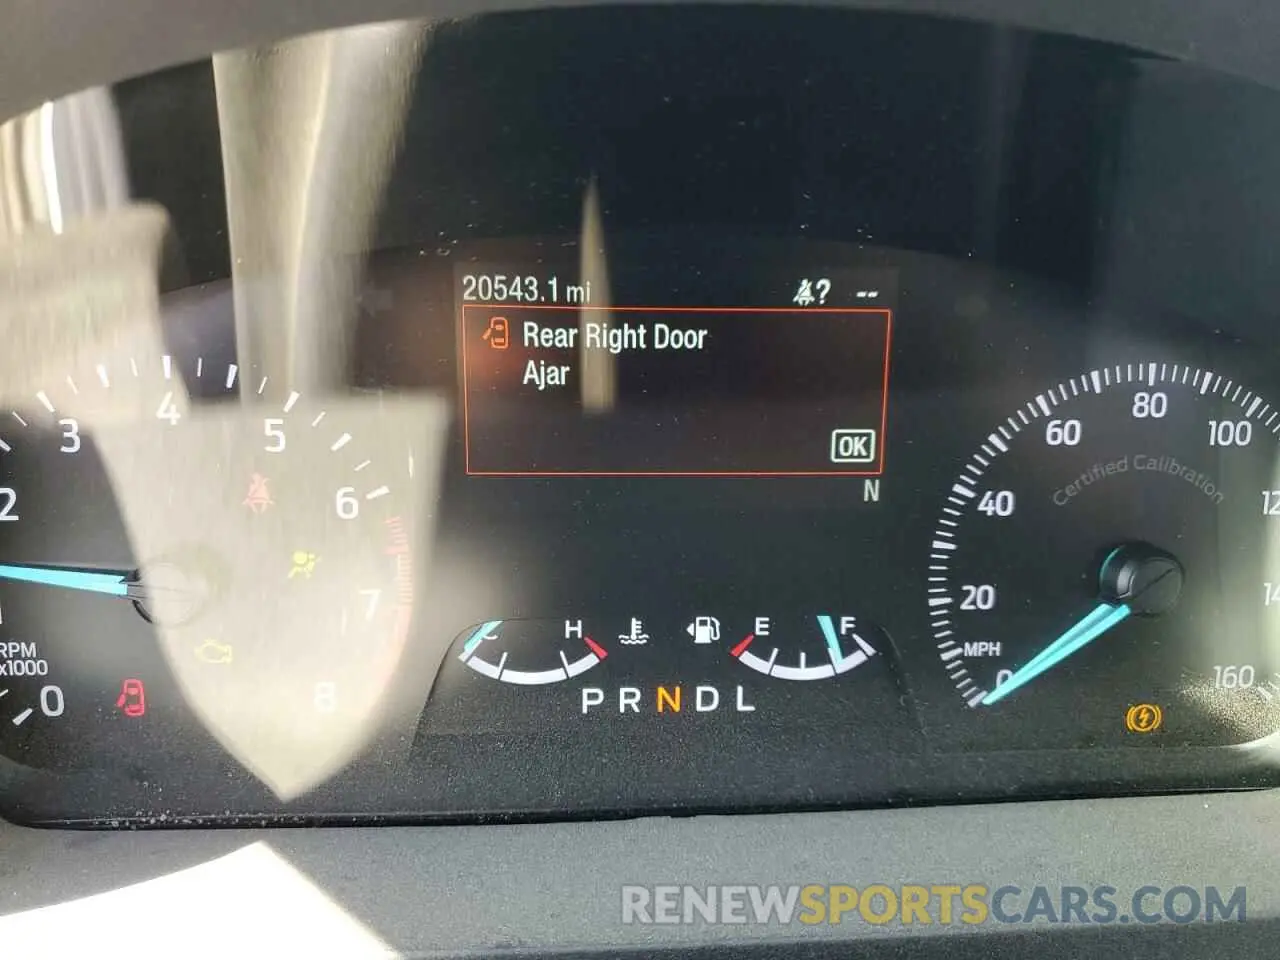 20543.1 mi ? --
Rear Right Door
Ajar
OK
N
2 3 4 5 6 7 8
1
RPM
x1000
0
C H
E F
P R N D L
0 20 40 60 80 100 160
MPH
Certified Calibration
RENEWSPORTSCARS.COM